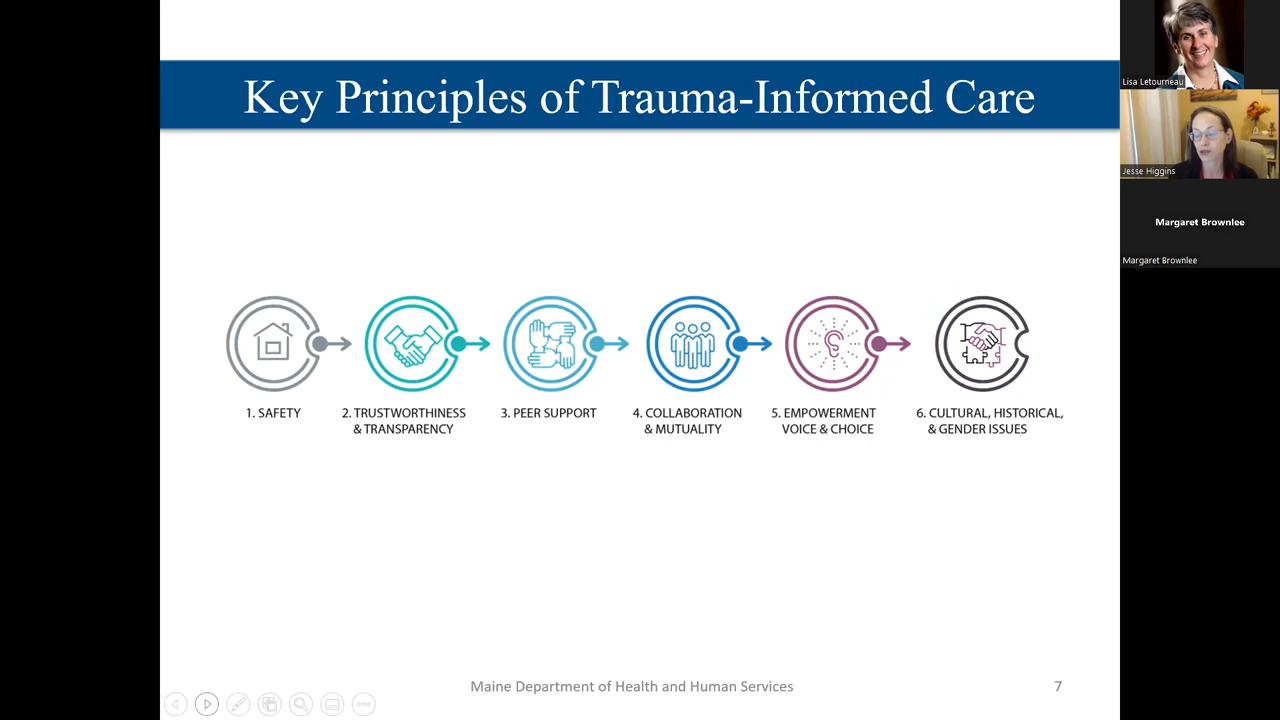 Key Principles of Trauma-Informed Care
Lisa Letourneau
Jesse Higgins
Margaret Brownlee
Margaret Brownlee
1. SAFETY
2. TRUSTWORTHINESS
& TRANSPARENCY
3. PEER SUPPORT
4. COLLABORATION
& MUTUALITY
5. EMPOWERMENT
VOICE & CHOICE
6. CULTURAL, HISTORICAL,
& GENDER ISSUES
Maine Department of Health and Human Services
7